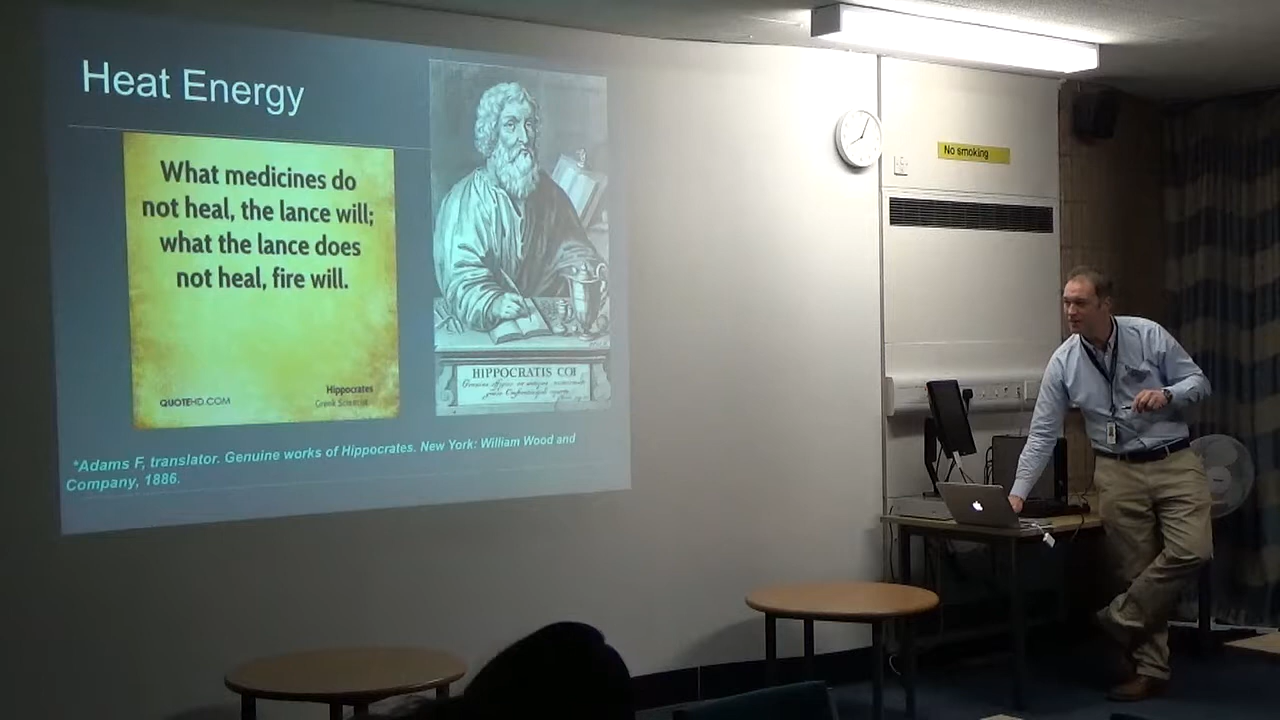 Heat Energy
What medicines do
not heal, the lance will;
what the lance does
not heal, fire will.
Hippocrates
Greek Scientist
QUOTEHD.COM
HIPPOCRATIS COI
*Adams F, translator. Genuine works of Hippocrates. New York: William Wood and
Company, 1886.
No smoking